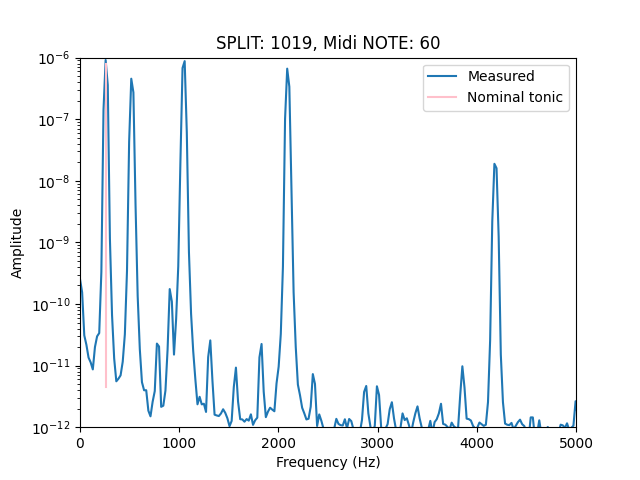 SPLIT: 1019, Midi NOTE: 60
Measured
Nominal tonic
10⁻⁶
10⁻⁷
10⁻⁸
10⁻⁹
10⁻¹⁰
10⁻¹¹
10⁻¹²
Amplitude
0 1000 2000 3000 4000 5000
Frequency (Hz)